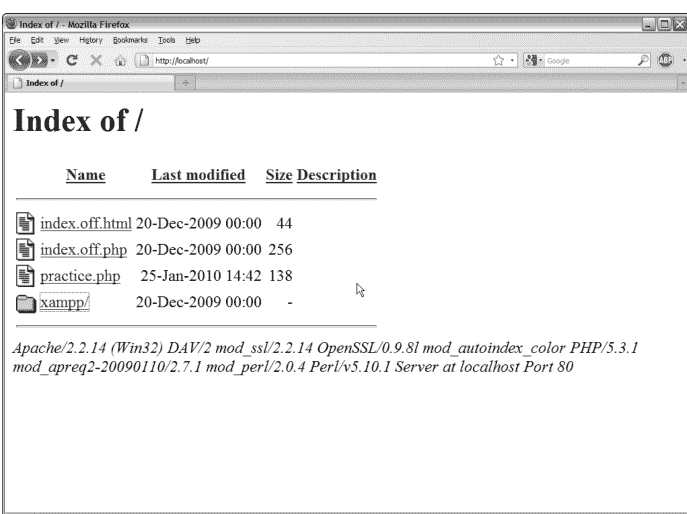 Index of / - Mozilla Firefox
File Edit View History Bookmarks Tools Help
http://localhost/ Google ABP
Index of /
Index of /
Name Last modified Size Description
index.off.html 20-Dec-2009 00:00 44
index.off.php 20-Dec-2009 00:00 256
practice.php 25-Jan-2010 14:42 138
xampp/ 20-Dec-2009 00:00 -
Apache/2.2.14 (Win32) DAV/2 mod_ssl/2.2.14 OpenSSL/0.9.8l mod_autoindex_color PHP/5.3.1
mod_apreq2-20090110/2.7.1 mod_perl/2.0.4 Perl/v5.10.1 Server at localhost Port 80